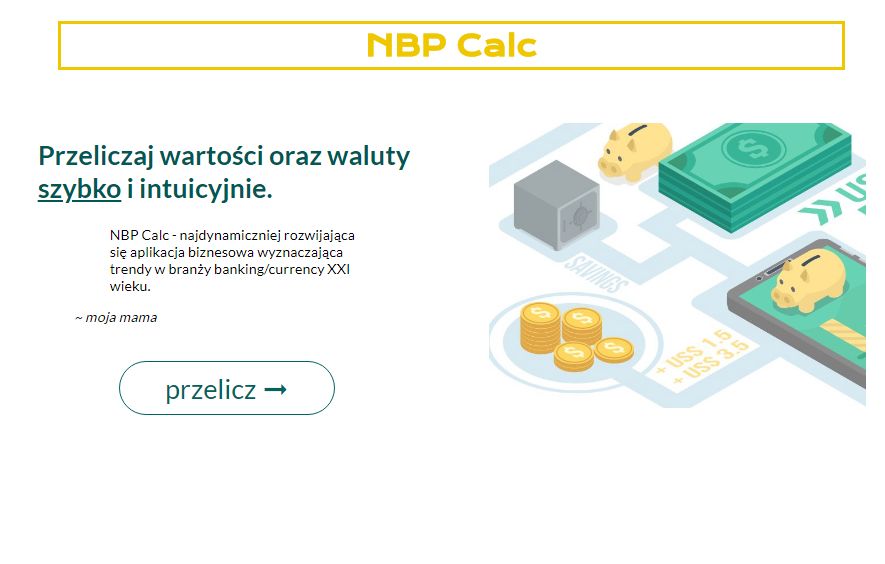 NBP Calc
Przeliczaj wartości oraz waluty
szybko i intuicyjnie.
NBP Calc - najdynamiczniej rozwijająca
się aplikacja biznesowa wyznaczająca
trendy w branży banking/currency XXI
wieku.
~ moja mama
przelicz ➞
$
>> US
SAVINGS
$
$
$
$
+ US$ 1.5
+ US$ 3.5